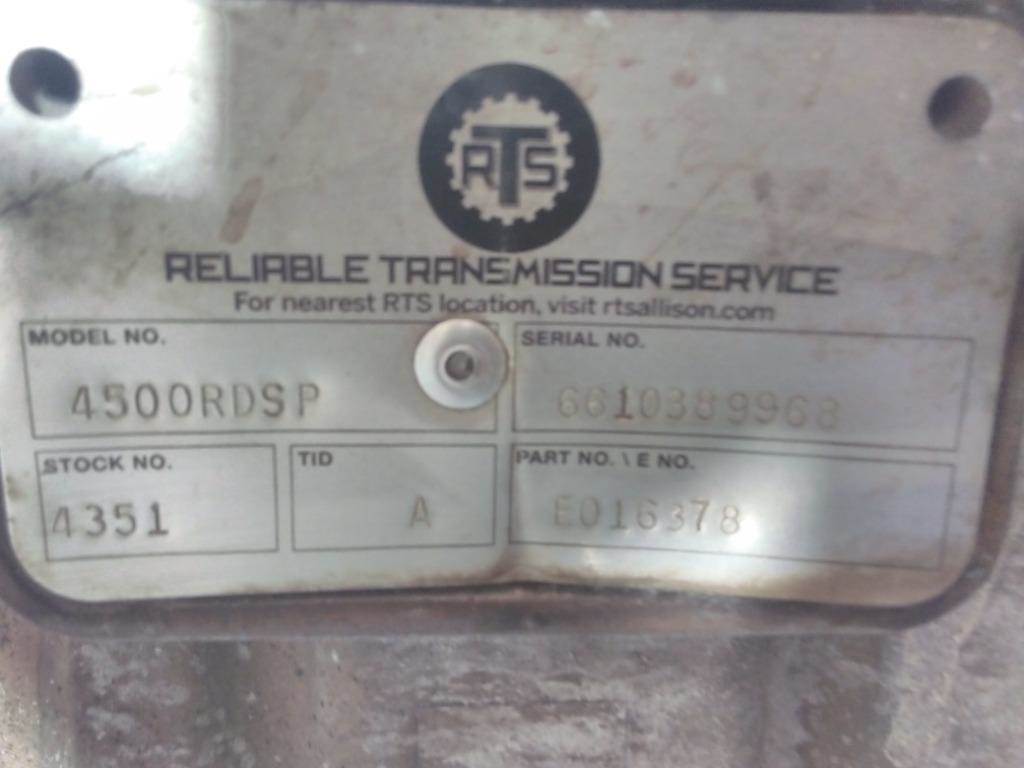 RTS
RELIABLE TRANSMISSION SERVICE
For nearest RTS location, visit rtsallison.com
MODEL NO.
4500RDSP
SERIAL NO.
6610389968
STOCK NO.
4351
TID
A
PART NO. \ E NO.
E016378